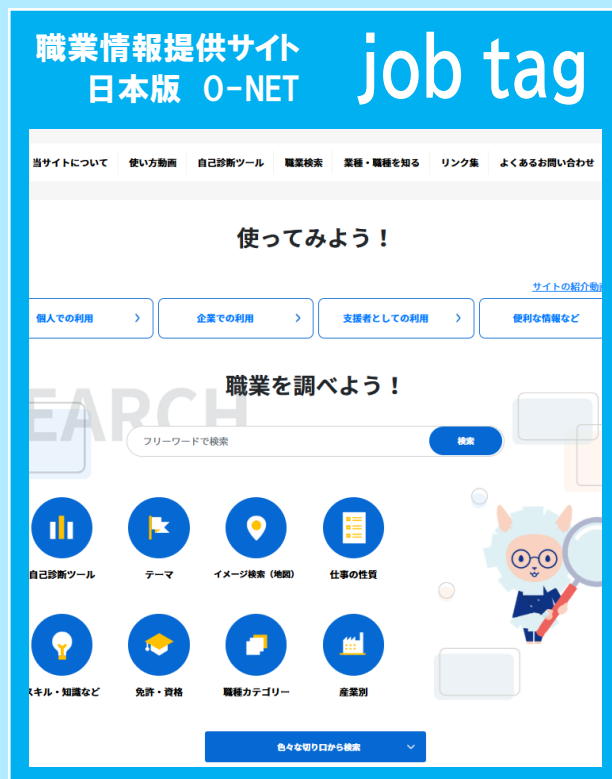 職業情報提供サイト
日本版 O-NET
job tag
当サイトについて 使い方動画 自己診断ツール 職業検索 業種・職種を知る リンク集 よくあるお問い合わせ
使ってみよう！
サイトの紹介動画
個人での利用 企業での利用 支援者としての利用 便利な情報など
EARCH
職業を調べよう！
フリーワードで検索 検索
自己診断ツール テーマ イメージ検索（地図） 仕事の性質
スキル・知識など 免許・資格 職種カテゴリー 産業別
色々な切り口から検索